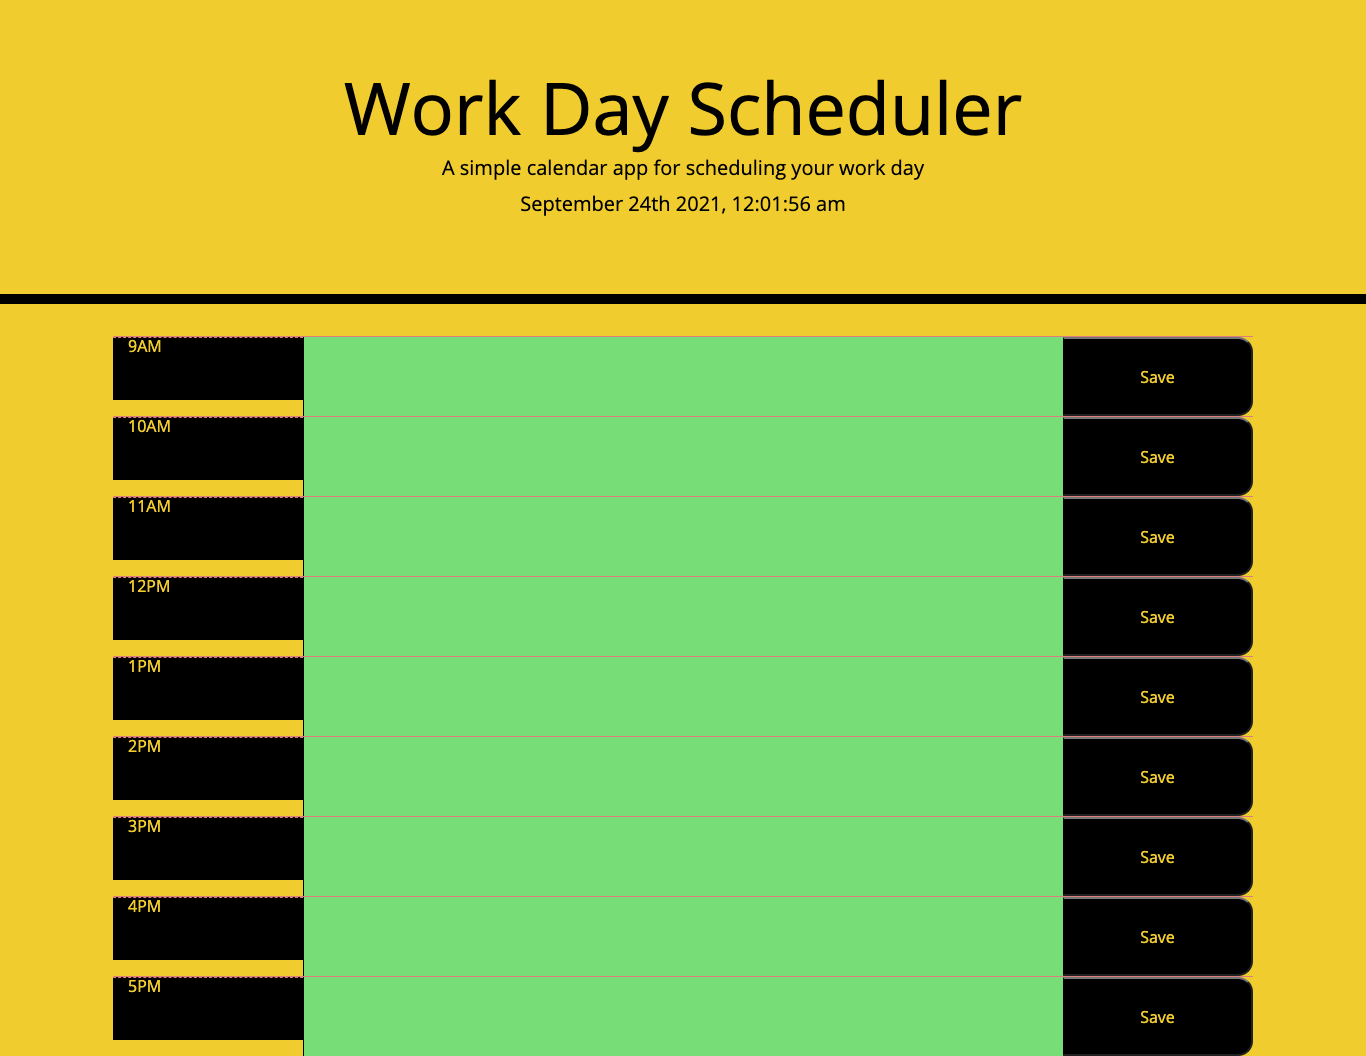 Work Day Scheduler
A simple calendar app for scheduling your work day
September 24th 2021, 12:01:56 am
9AM
Save
10AM
Save
11AM
Save
12PM
Save
1PM
Save
2PM
Save
3PM
Save
4PM
Save
5PM
Save